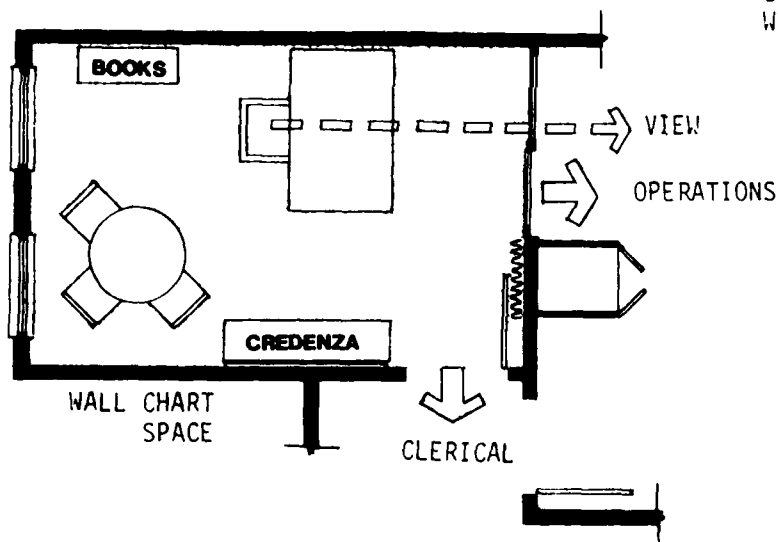 W
BOOKS
VIEW
OPERATIONS
CREDENZA
WALL CHART
SPACE
CLERICAL